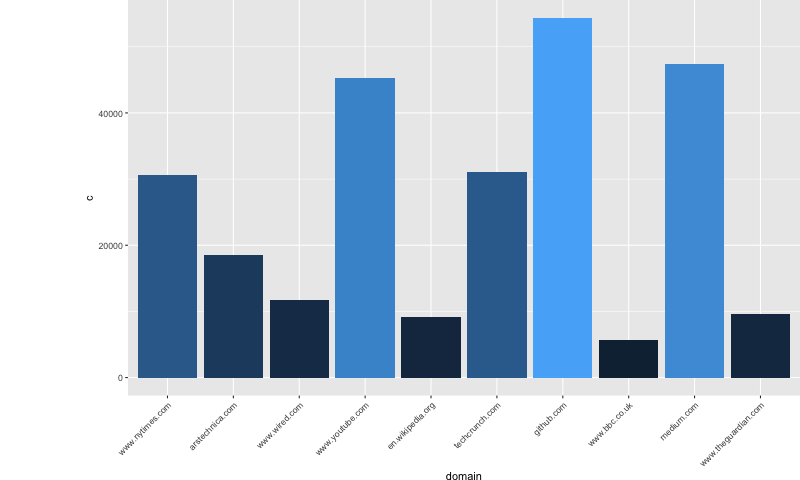 c
40000
20000
0
www.nytimes.com
arstechnica.com
www.wired.com
www.youtube.com
en.wikipedia.org
techcrunch.com
github.com
www.bbc.co.uk
medium.com
www.theguardian.com
domain